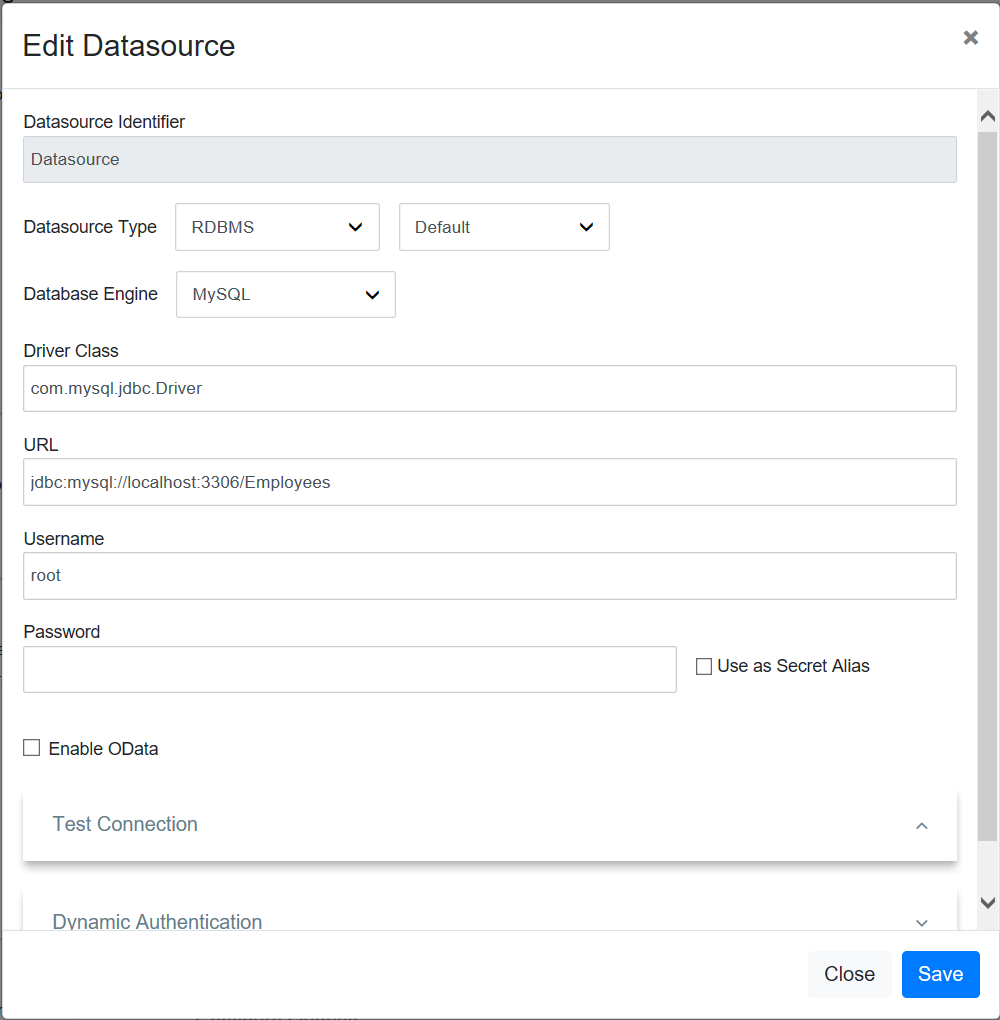 Edit Datasource
Datasource Identifier
Datasource
Datasource Type RDBMS Default
Database Engine MySQL
Driver Class
com.mysql.jdbc.Driver
URL
jdbc:mysql://localhost:3306/Employees
Username
root
Password
Use as Secret Alias
Enable OData
Test Connection
Dynamic Authentication
Close Save